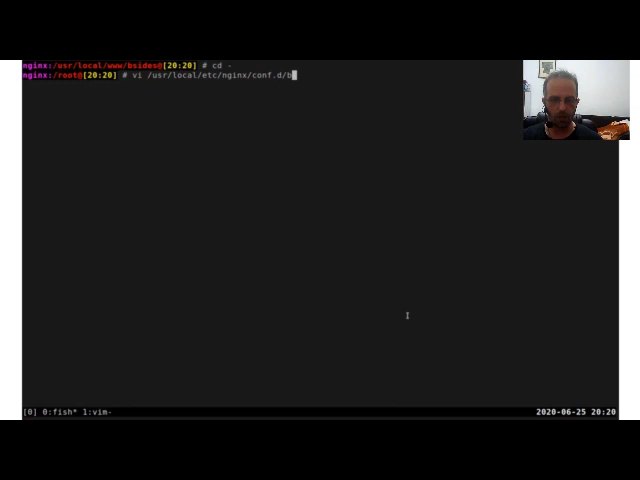 nginx:/usr/local/www/bsides@[20:20] # cd -
nginx:/root@[20:20] # vi /usr/local/etc/nginx/conf.d/b
[0] 0:fish* 1:vim-
2020-06-25 20:20